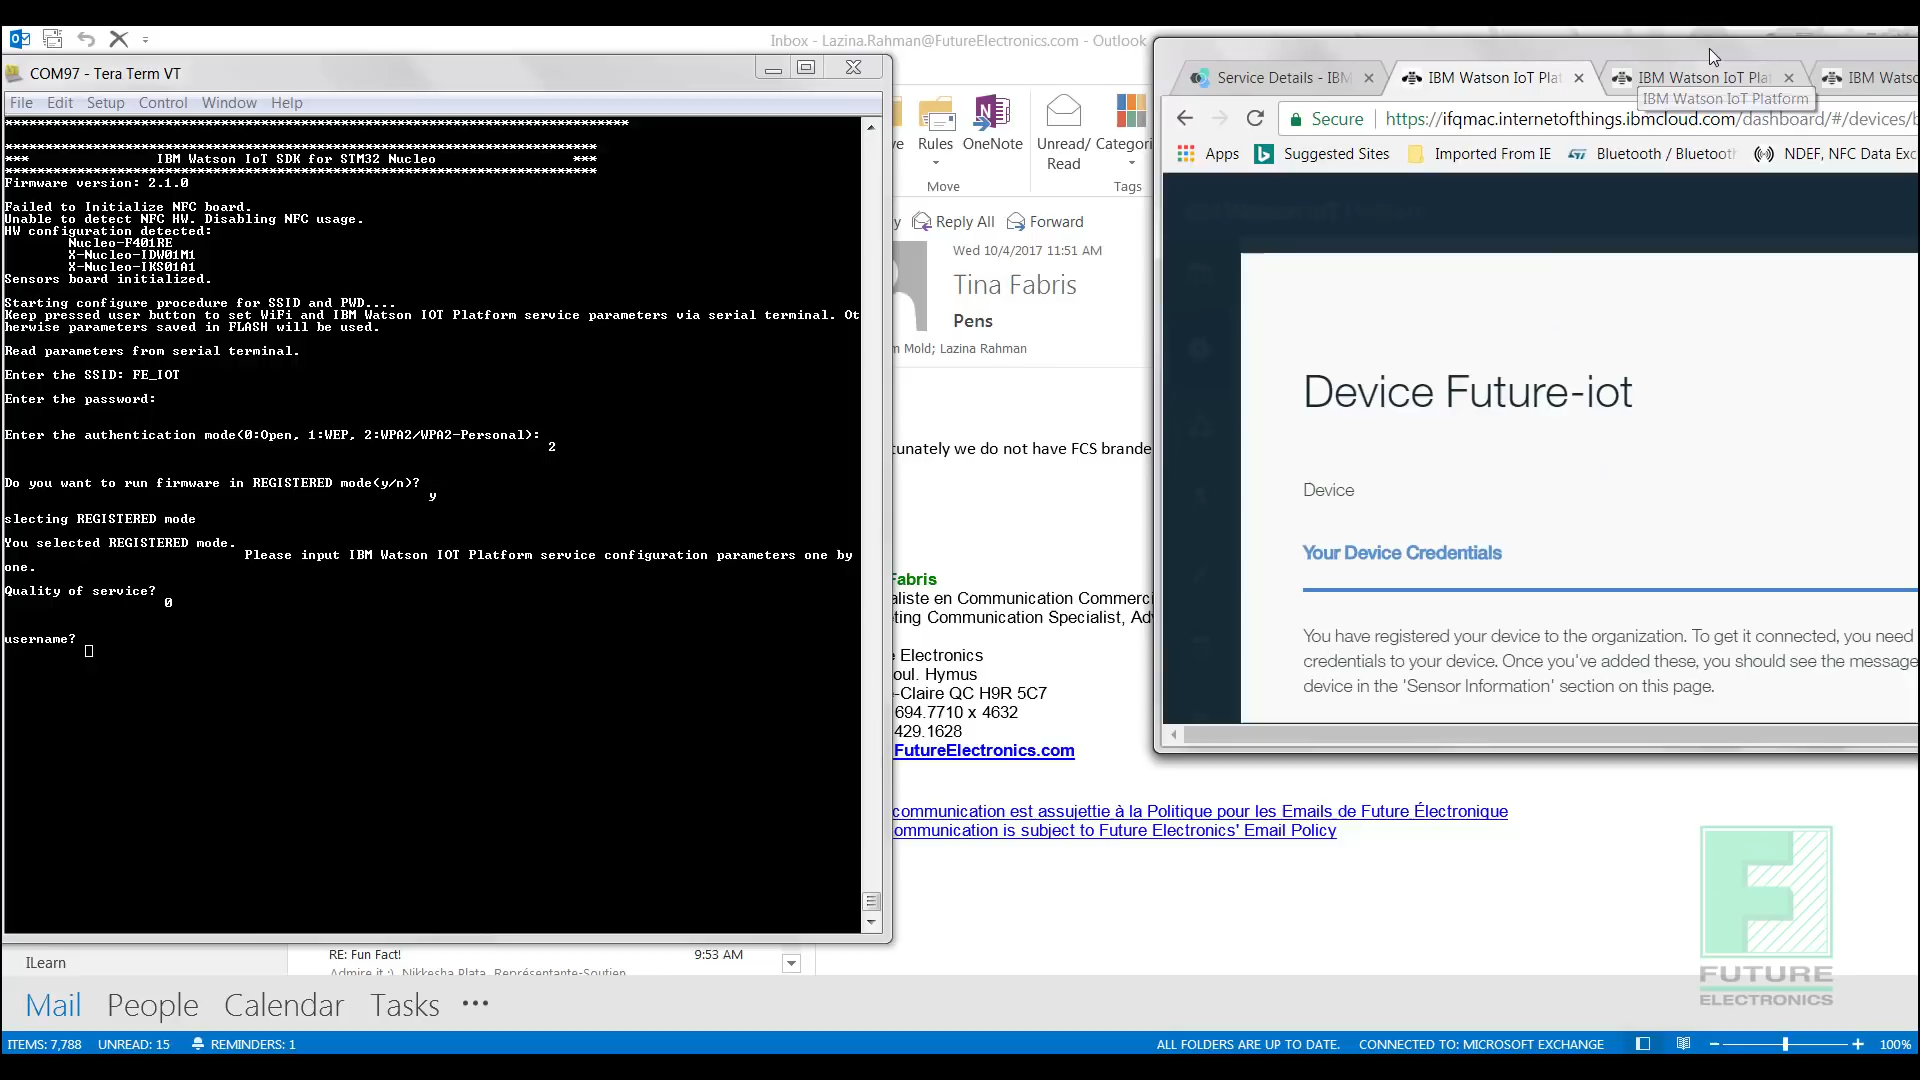 Inbox - Lazina.Rahman@FutureElectronics.com - Outlook
COM97 - Tera Term VT
File Edit Setup Control Window Help
*******************************************************************************
***************************************************************************
*** IBM Watson IoT SDK for STM32 Nucleo ***
***************************************************************************
Firmware version: 2.1.0
Failed to Initialize NFC board.
Unable to detect NFC HW. Disabling NFC usage.
HW configuration detected:
Nucleo-F401RE
X-Nucleo-IDW01M1
X-Nucleo-IKS01A1
Sensors board initialized.
Starting configure procedure for SSID and PWD....
Keep pressed user button to set WiFi and IBM Watson IOT Platform service parameters via serial terminal. Ot
herwise parameters saved in FLASH will be used.
Read parameters from serial terminal.
Enter the SSID: FE_IOT
Enter the password:
Enter the authentication mode(0:Open, 1:WEP, 2:WPA2/WPA2-Personal):
2
Do you want to run firmware in REGISTERED mode(y/n)?
y
slecting REGISTERED mode
You selected REGISTERED mode.
Please input IBM Watson IOT Platform service configuration parameters one by
one.
Quality of service?
0
username?
ve Rules OneNote Unread/ Categori
Read
Move Tags
y Reply All Forward
Wed 10/4/2017 11:51 AM
Tina Fabris
Pens
m Mold; Lazina Rahman
tunately we do not have FCS brande
Fabris
aliste en Communication Commerci
ting Communication Specialist, Adv
e Electronics
oul. Hymus
-Claire QC H9R 5C7
694.7710 x 4632
429.1628
FutureElectronics.com
communication est assujettie à la Politique pour les Emails de Future Électronique
ommunication is subject to Future Electronics' Email Policy
Service Details - IBM
IBM Watson IoT Plat
IBM Watson IoT Plat
IBM Watso
IBM Watson IoT Platform
Secure https://ifqmac.internetofthings.ibmcloud.com/dashboard/#/devices/b
Apps Suggested Sites Imported From IE Bluetooth / Bluetooth NDEF, NFC Data Exc
Device Future-iot
Device
Your Device Credentials
You have registered your device to the organization. To get it connected, you need
credentials to your device. Once you've added these, you should see the message
device in the 'Sensor Information' section on this page.
ILearn
RE: Fun Fact! 9:53 AM
Admire it :) Nikkesha Plata, Représentante-Soutien
Mail People Calendar Tasks •••
FUTURE
ELECTRONICS
ITEMS: 7,788 UNREAD: 15 REMINDERS: 1 ALL FOLDERS ARE UP TO DATE. CONNECTED TO: MICROSOFT EXCHANGE 100%